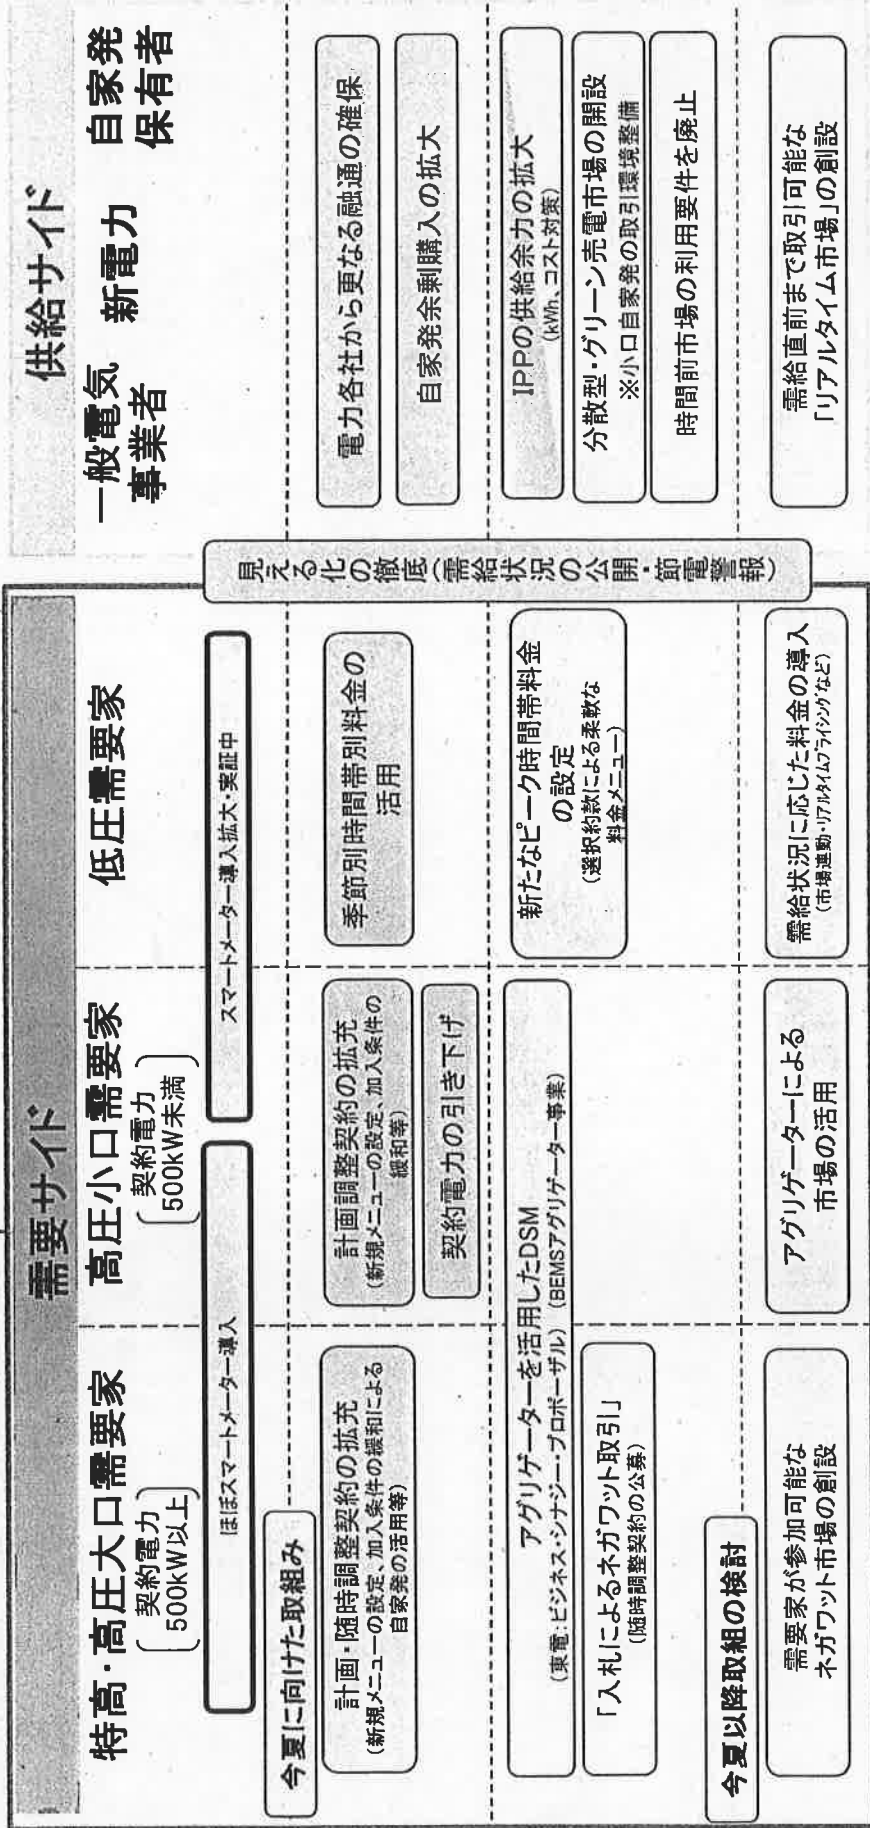 需要サイド
供給サイド
特高・高圧大口需要家
契約電力
500kW以上
高圧小口需要家
契約電力
500kW未満
低圧需要家
一般電気
事業者
新電力
自家発
保有者
ほぼスマートメーター導入
スマートメーター導入拡大・実証中
見える化の徹底(需給状況の公開・節電警報)
今夏に向けた取組み
計画・随時調整契約の拡充
(新規メニューの設定、加入条件の緩和による
自家発の活用等)
計画調整契約の拡充
(新規メニューの設定、加入条件の
緩和等)
契約電力の引き下げ
季節別時間帯別料金の
活用
電力各社から更なる融通の確保
自家発余剰購入の拡大
アグリゲーターを活用したDSM
(東電:ビジネス・シナジー・プロポーザル) (BEMSアグリゲーター事業)
「入札によるネガワット取引」
(随時調整契約の公募)
新たなピーク時間帯料金
の設定
(選択約款による柔軟な
料金メニュー)
IPPの供給余力の拡大
(kWh、コスト対策)
分散型・グリーン売電市場の開設
※小口自家発の取引環境整備
時間前市場の利用要件を廃止
今夏以降取組の検討
需要家が参加可能な
ネガワット市場の創設
アグリゲーターによる
市場の活用
需給状況に応じた料金の導入
(市場連動・リアルタイムプライシングなど)
需給直前まで取引可能な
「リアルタイム市場」の創設